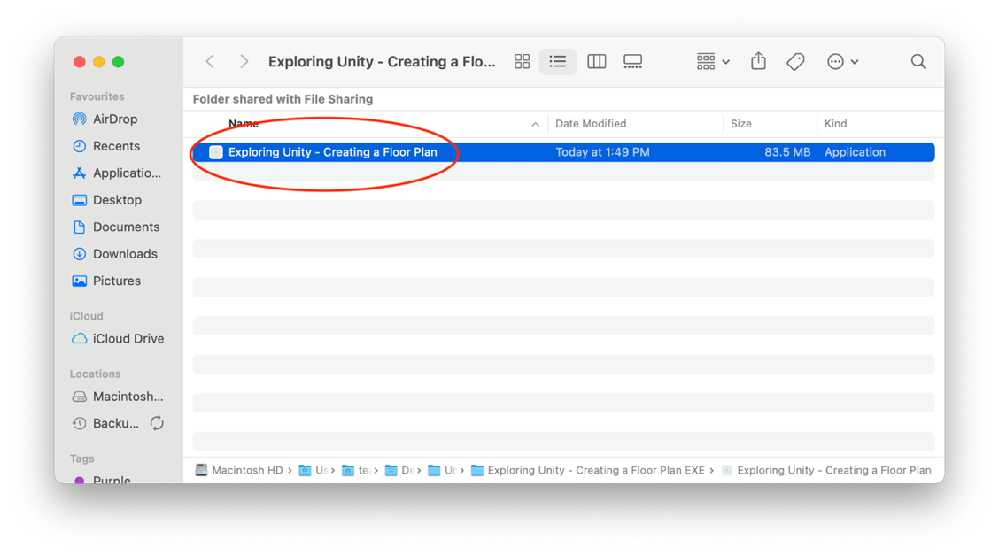 Exploring Unity - Creating a Flo...
Favourites
AirDrop
Recents
Applicatio...
Desktop
Documents
Downloads
Pictures
iCloud
iCloud Drive
Locations
Macintosh...
Backu...
Tags
Purple
Folder shared with File Sharing
Name Date Modified Size Kind
Exploring Unity - Creating a Floor Plan Today at 1:49 PM 83.5 MB Application
Macintosh HD › Us › te › De › Un › Exploring Unity - Creating a Floor Plan EXE › Exploring Unity - Creating a Floor Plan